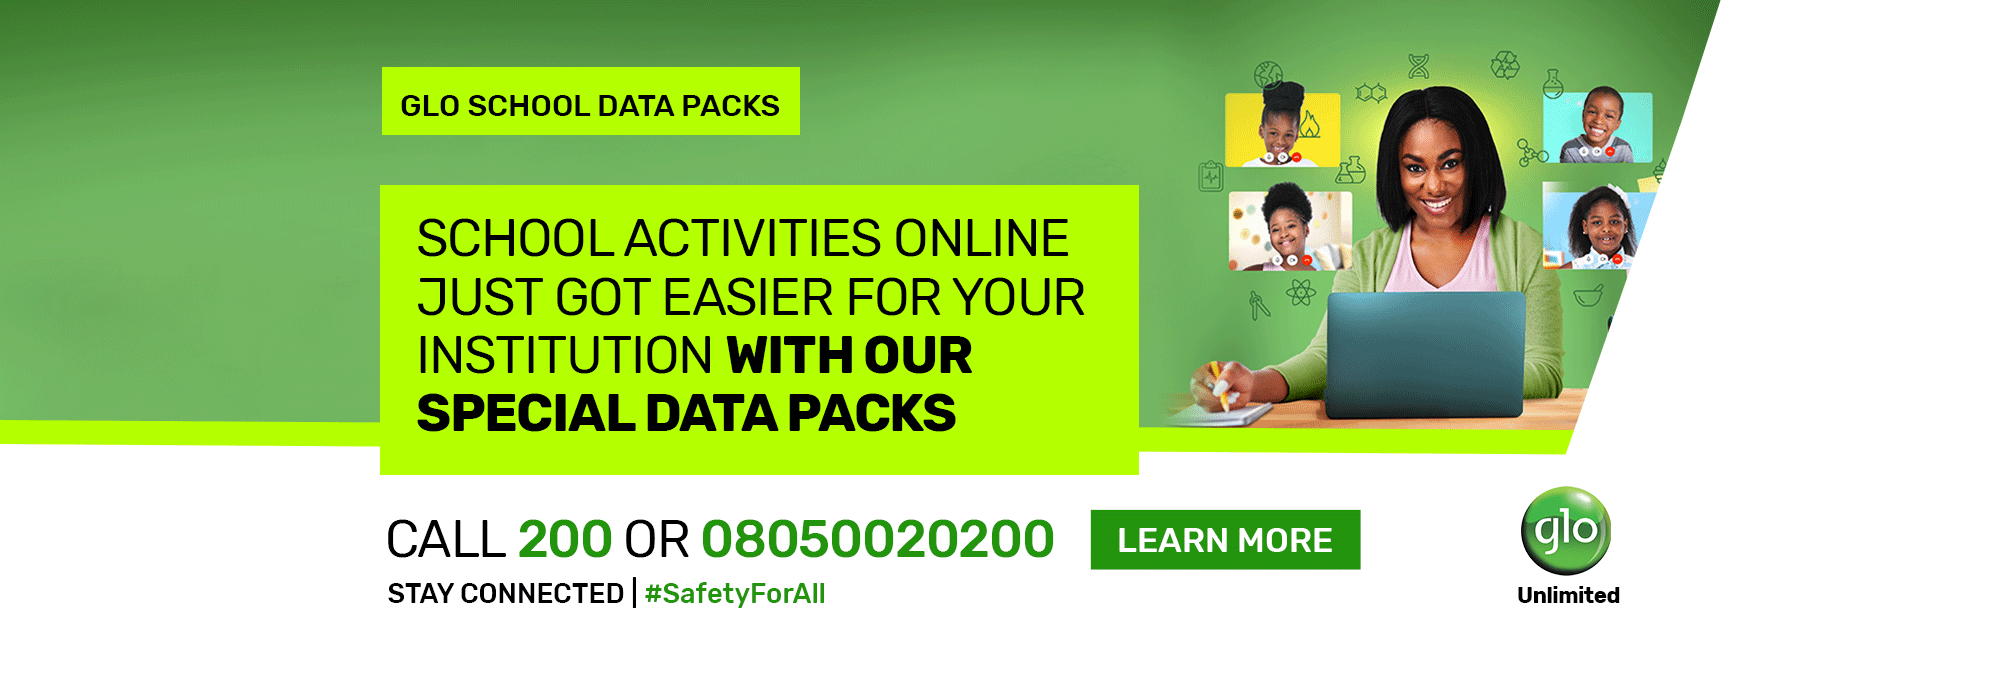 GLO SCHOOL DATA PACKS
SCHOOL ACTIVITIES ONLINE
JUST GOT EASIER FOR YOUR
INSTITUTION WITH OUR
SPECIAL DATA PACKS
CALL 200 OR 08050020200
LEARN MORE
STAY CONNECTED | #SafetyForAll
glo
Unlimited